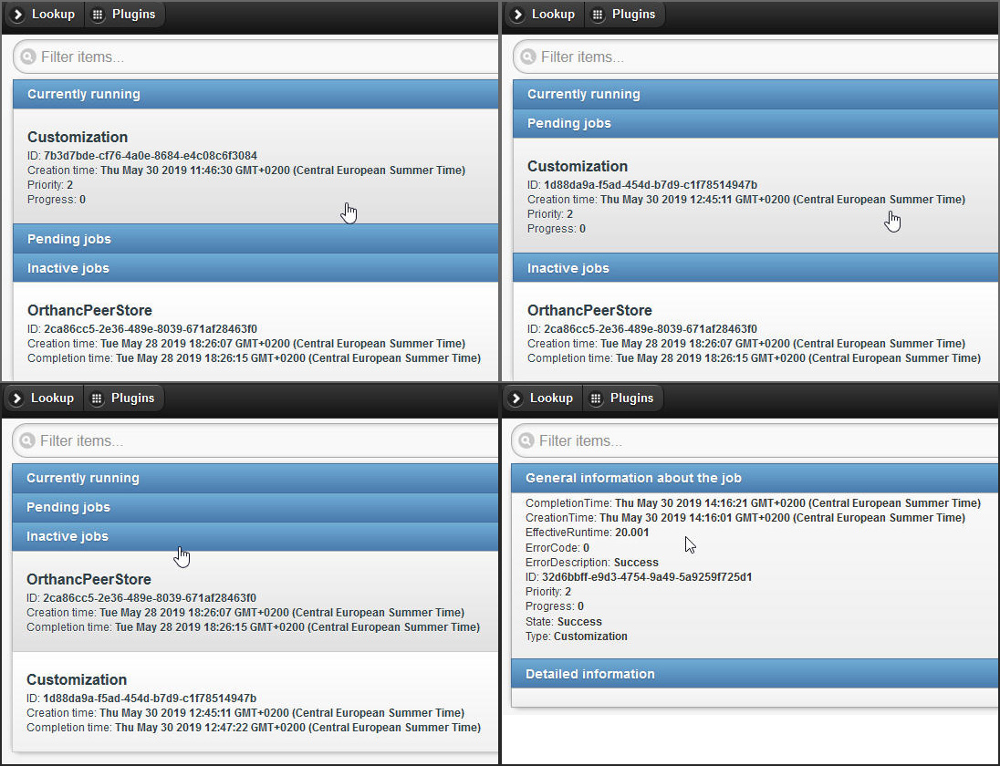 Lookup Plugins
Filter items...
Currently running
Customization
ID: 7b3d7bde-cf76-4a0e-8684-e4c08c6f3084
Creation time: Thu May 30 2019 11:46:30 GMT+0200 (Central European Summer Time)
Priority: 2
Progress: 0
Pending jobs
Inactive jobs
OrthancPeerStore
ID: 2ca86cc5-2e36-489e-8039-671af28463f0
Creation time: Tue May 28 2019 18:26:07 GMT+0200 (Central European Summer Time)
Completion time: Tue May 28 2019 18:26:15 GMT+0200 (Central European Summer Time)
Lookup Plugins
Filter items...
Currently running
Pending jobs
Customization
ID: 1d88da9a-f5ad-454d-b7d9-c1f78514947b
Creation time: Thu May 30 2019 12:45:11 GMT+0200 (Central European Summer Time)
Priority: 2
Progress: 0
Inactive jobs
OrthancPeerStore
ID: 2ca86cc5-2e36-489e-8039-671af28463f0
Creation time: Tue May 28 2019 18:26:07 GMT+0200 (Central European Summer Time)
Completion time: Tue May 28 2019 18:26:15 GMT+0200 (Central European Summer Time)
Lookup Plugins
Filter items...
Currently running
Pending jobs
Inactive jobs
OrthancPeerStore
ID: 2ca86cc5-2e36-489e-8039-671af28463f0
Creation time: Tue May 28 2019 18:26:07 GMT+0200 (Central European Summer Time)
Completion time: Tue May 28 2019 18:26:15 GMT+0200 (Central European Summer Time)
Customization
ID: 1d88da9a-f5ad-454d-b7d9-c1f78514947b
Creation time: Thu May 30 2019 12:45:11 GMT+0200 (Central European Summer Time)
Completion time: Thu May 30 2019 12:47:22 GMT+0200 (Central European Summer Time)
Lookup Plugins
Filter items...
General information about the job
CompletionTime: Thu May 30 2019 14:16:21 GMT+0200 (Central European Summer Time)
CreationTime: Thu May 30 2019 14:16:01 GMT+0200 (Central European Summer Time)
EffectiveRuntime: 20.001
ErrorCode: 0
ErrorDescription: Success
ID: 32d6bbff-e9d3-4754-9a49-5a9259f725d1
Priority: 2
Progress: 0
State: Success
Type: Customization
Detailed information